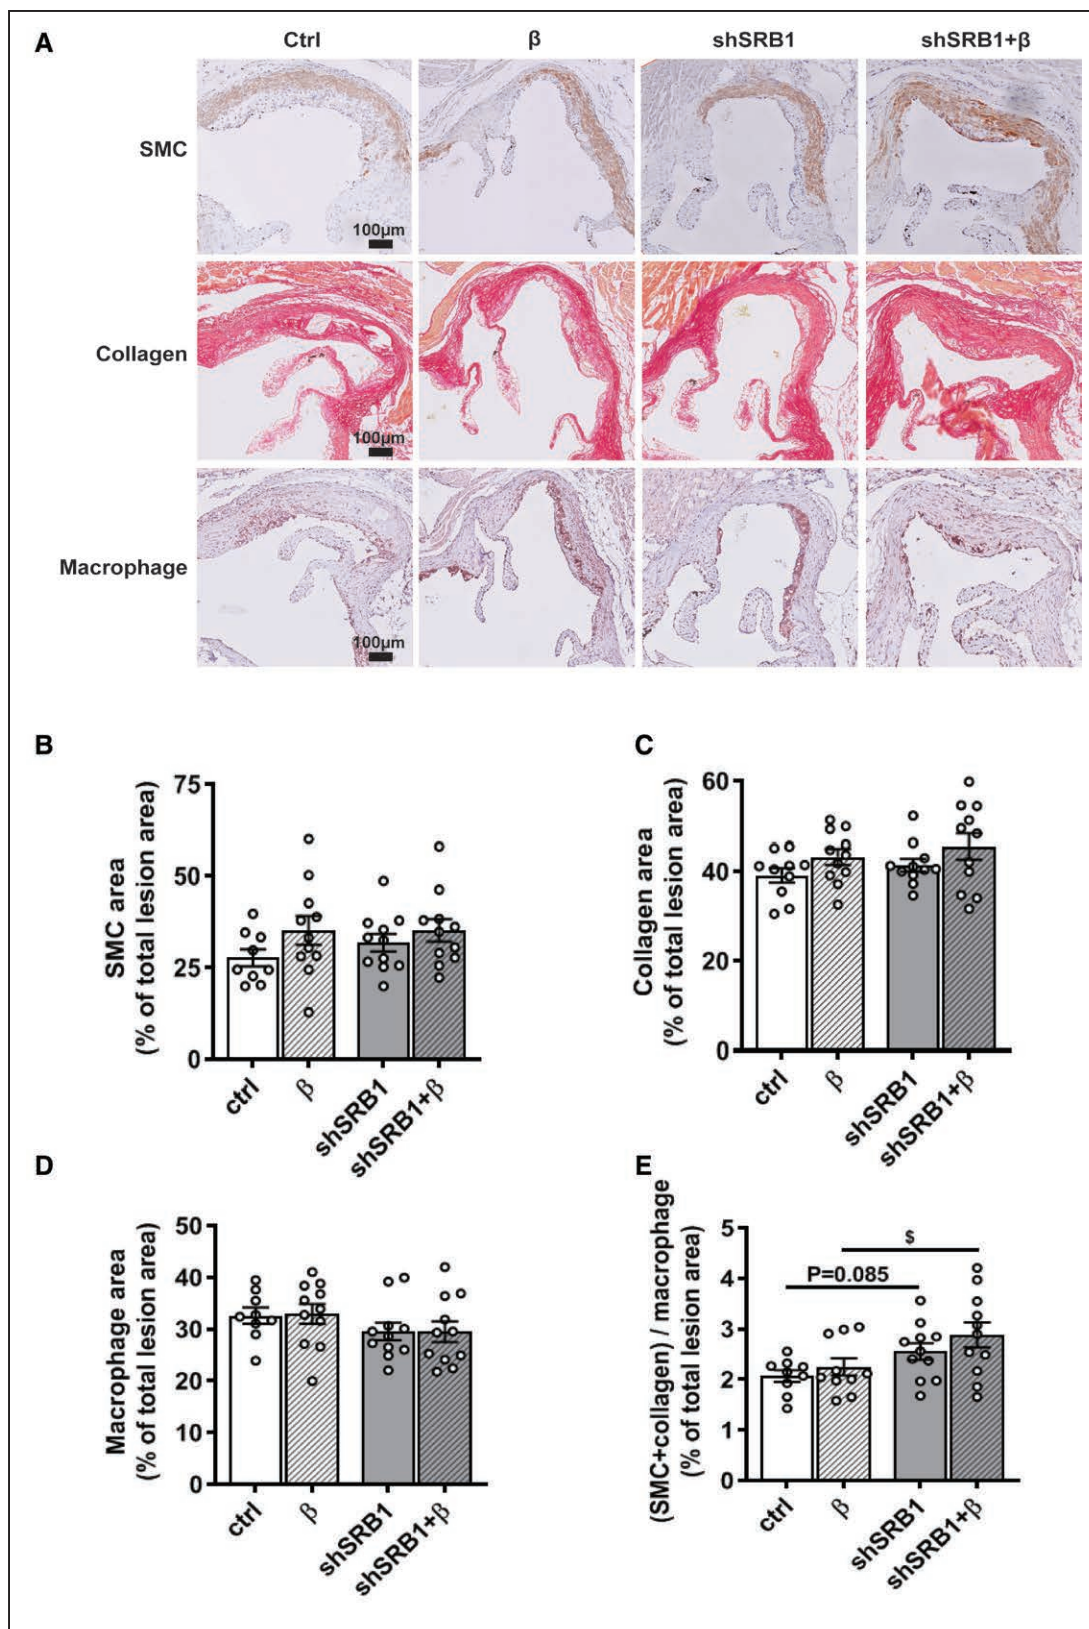 A
Ctrl β shSRB1 shSRB1+β
SMC
100µm
Collagen
100µm
Macrophage
100µm
B
SMC area
(% of total lesion area)
75
50
25
0
ctrl β shSRB1 shSRB1+β
C
Collagen area
(% of total lesion area)
60
40
20
0
ctrl β shSRB1 shSRB1+β
D
Macrophage area
(% of total lesion area)
50
40
30
20
10
0
ctrl β shSRB1 shSRB1+β
E
(SMC+collagen) / macrophage
(% of total lesion area)
5
4
3
2
1
0
$
P=0.085
ctrl β shSRB1 shSRB1+β